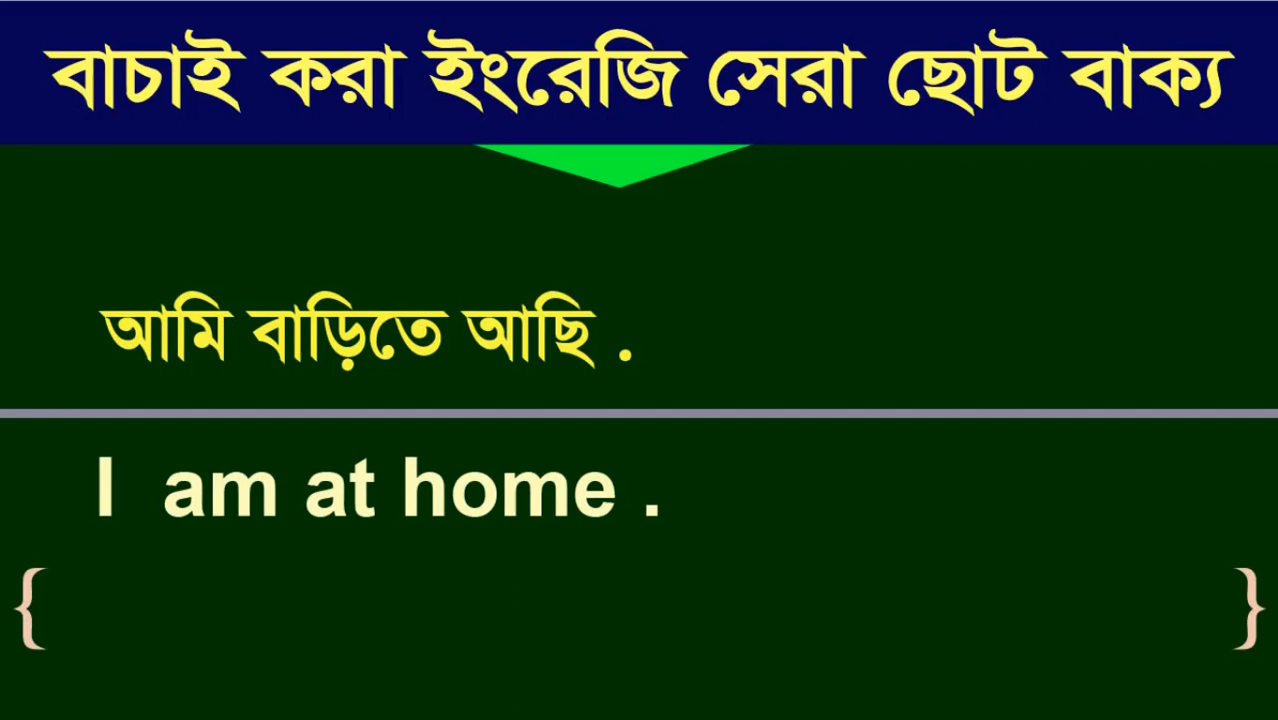 বাচাই করা ইংরেজি সেরা ছোট বাক্য
আমি বাড়িতে আছি .
I am at home .
{ }